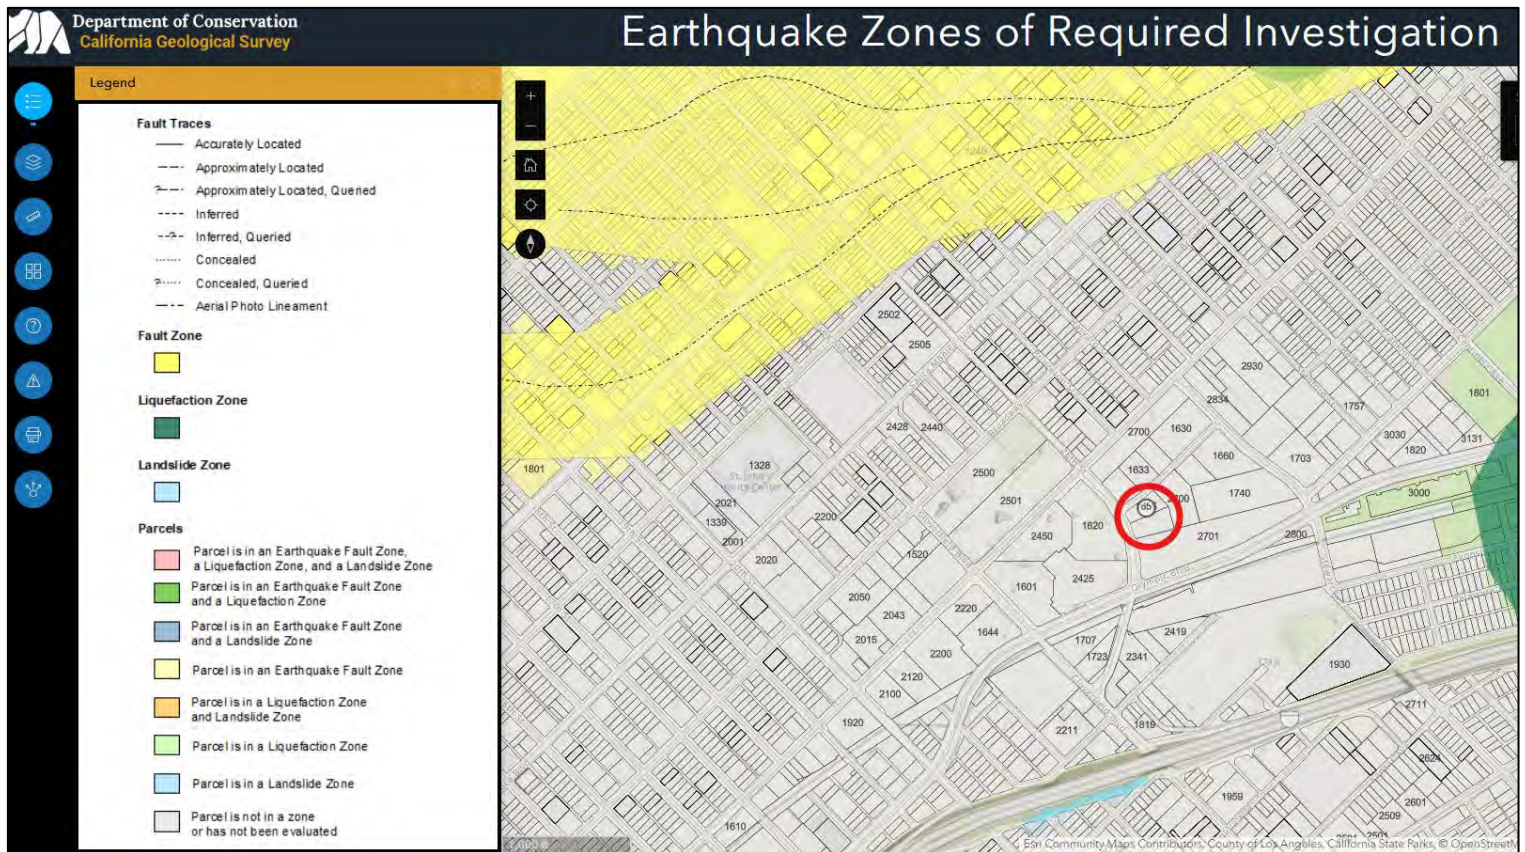 Department of Conservation
California Geological Survey
Earthquake Zones of Required Investigation
Legend
Fault Traces
Accurately Located
Approximately Located
Approximately Located, Queried
Inferred
Inferred, Queried
Concealed
Concealed, Queried
Aerial Photo Lineament
Fault Zone
Liquefaction Zone
Landslide Zone
Parcels
Parcel is in an Earthquake Fault Zone,
a Liquefaction Zone, and a Landslide Zone
Parcel is in an Earthquake Fault Zone
and a Liquefaction Zone
Parcel is in an Earthquake Fault Zone
and a Landslide Zone
Parcel is in an Earthquake Fault Zone
Parcel is in a Liquefaction Zone
and Landslide Zone
Parcel is in a Liquefaction Zone
Parcel is in a Landslide Zone
Parcel is not in a zone
or has not been evaluated
+
−
1248
2502
2505
2930
2834
1757
1801
2428
2440
2700
1630
3030
3131
1820
1801
1328
1660
1703
1633
2500
2021
2501
1740
3000
2200
1339
1620
2450
2701
2800
2001
2020
1520
2425
1601
2050
2043
2220
1644
2015
1707
2419
2200
1723
2341
1930
2120
2100
2711
1920
2211
1819
2624
1959
2601
2509
1610
2501
Olympic Blvd
1,000 ft
Esri Community Maps Contributors, County of Los Angeles, California State Parks, © OpenStreetM